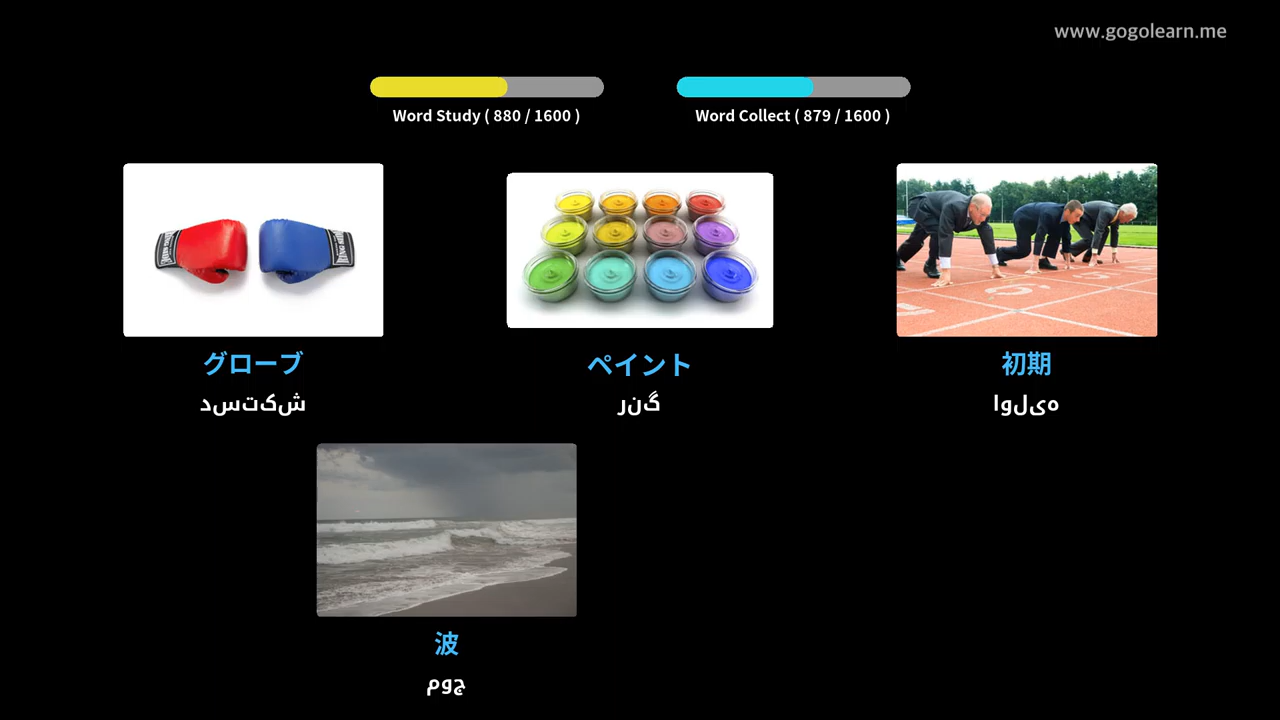 www.gogolearn.me
Word Study ( 880 / 1600 )
Word Collect ( 879 / 1600 )
グローブ
شکتسد
ペイント
گنر
初期
هیلوا
波
جوم